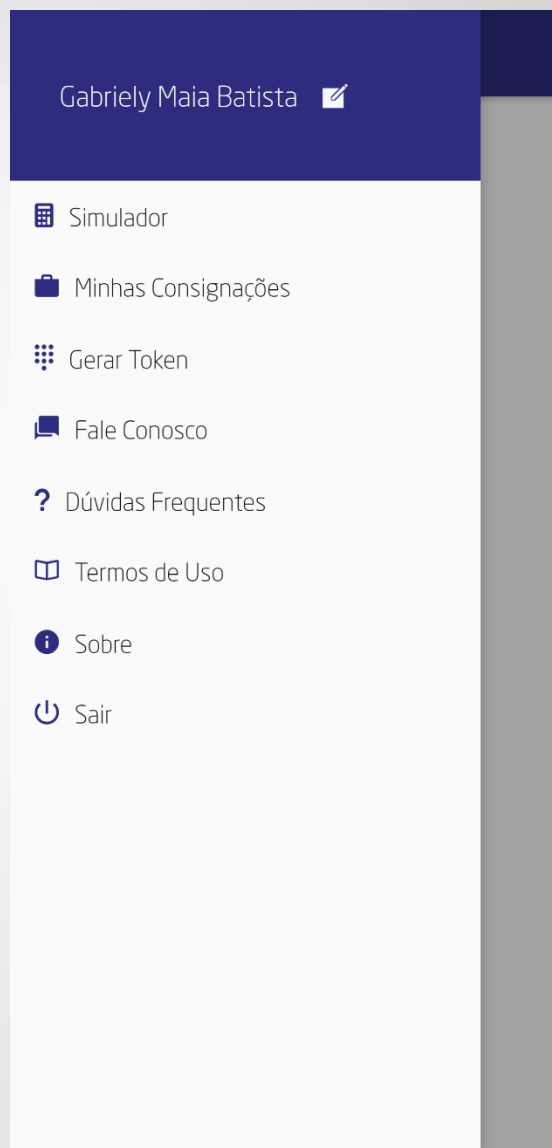 Gabriely Maia Batista
Simulador
Minhas Consignações
Gerar Token
Fale Conosco
? Dúvidas Frequentes
Termos de Uso
Sobre
Sair